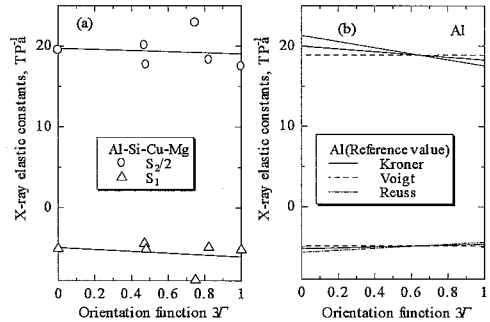 (a)
X-ray elastic constants, TPa⁻¹
20
10
0
Al-Si-Cu-Mg
S₂/2
S₁
0 0.2 0.4 0.6 0.8 1
Orientation function 3Γ
(b)
Al
X-ray elastic constants, TPa⁻¹
20
10
0
Al(Reference value)
Kroner
Voigt
Reuss
0 0.2 0.4 0.6 0.8 1
Orientation function 3Γ